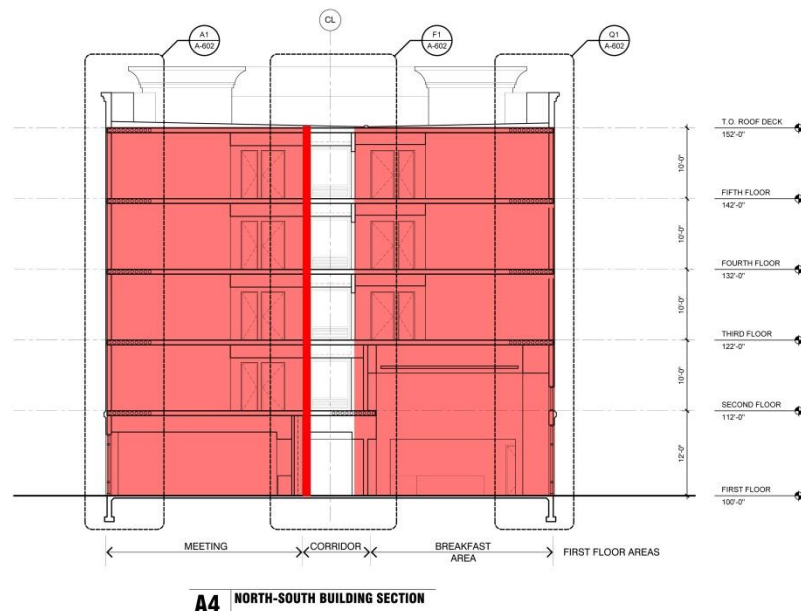 A1
A-602
CL
F1
A-602
Q1
A-602
T.O. ROOF DECK
152'-0"
10'-0"
FIFTH FLOOR
142'-0"
10'-0"
FOURTH FLOOR
132'-0"
10'-0"
THIRD FLOOR
122'-0"
10'-0"
SECOND FLOOR
112'-0"
12'-0"
FIRST FLOOR
100'-0"
MEETING
CORRIDOR
BREAKFAST
AREA
FIRST FLOOR AREAS
A4 NORTH-SOUTH BUILDING SECTION